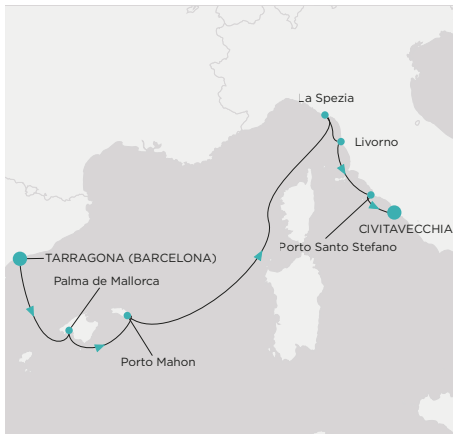 La Spezia
Livorno
CIVITAVECCHIA
Porto Santo Stefano
TARRAGONA (BARCELONA)
Palma de Mallorca
Porto Mahon